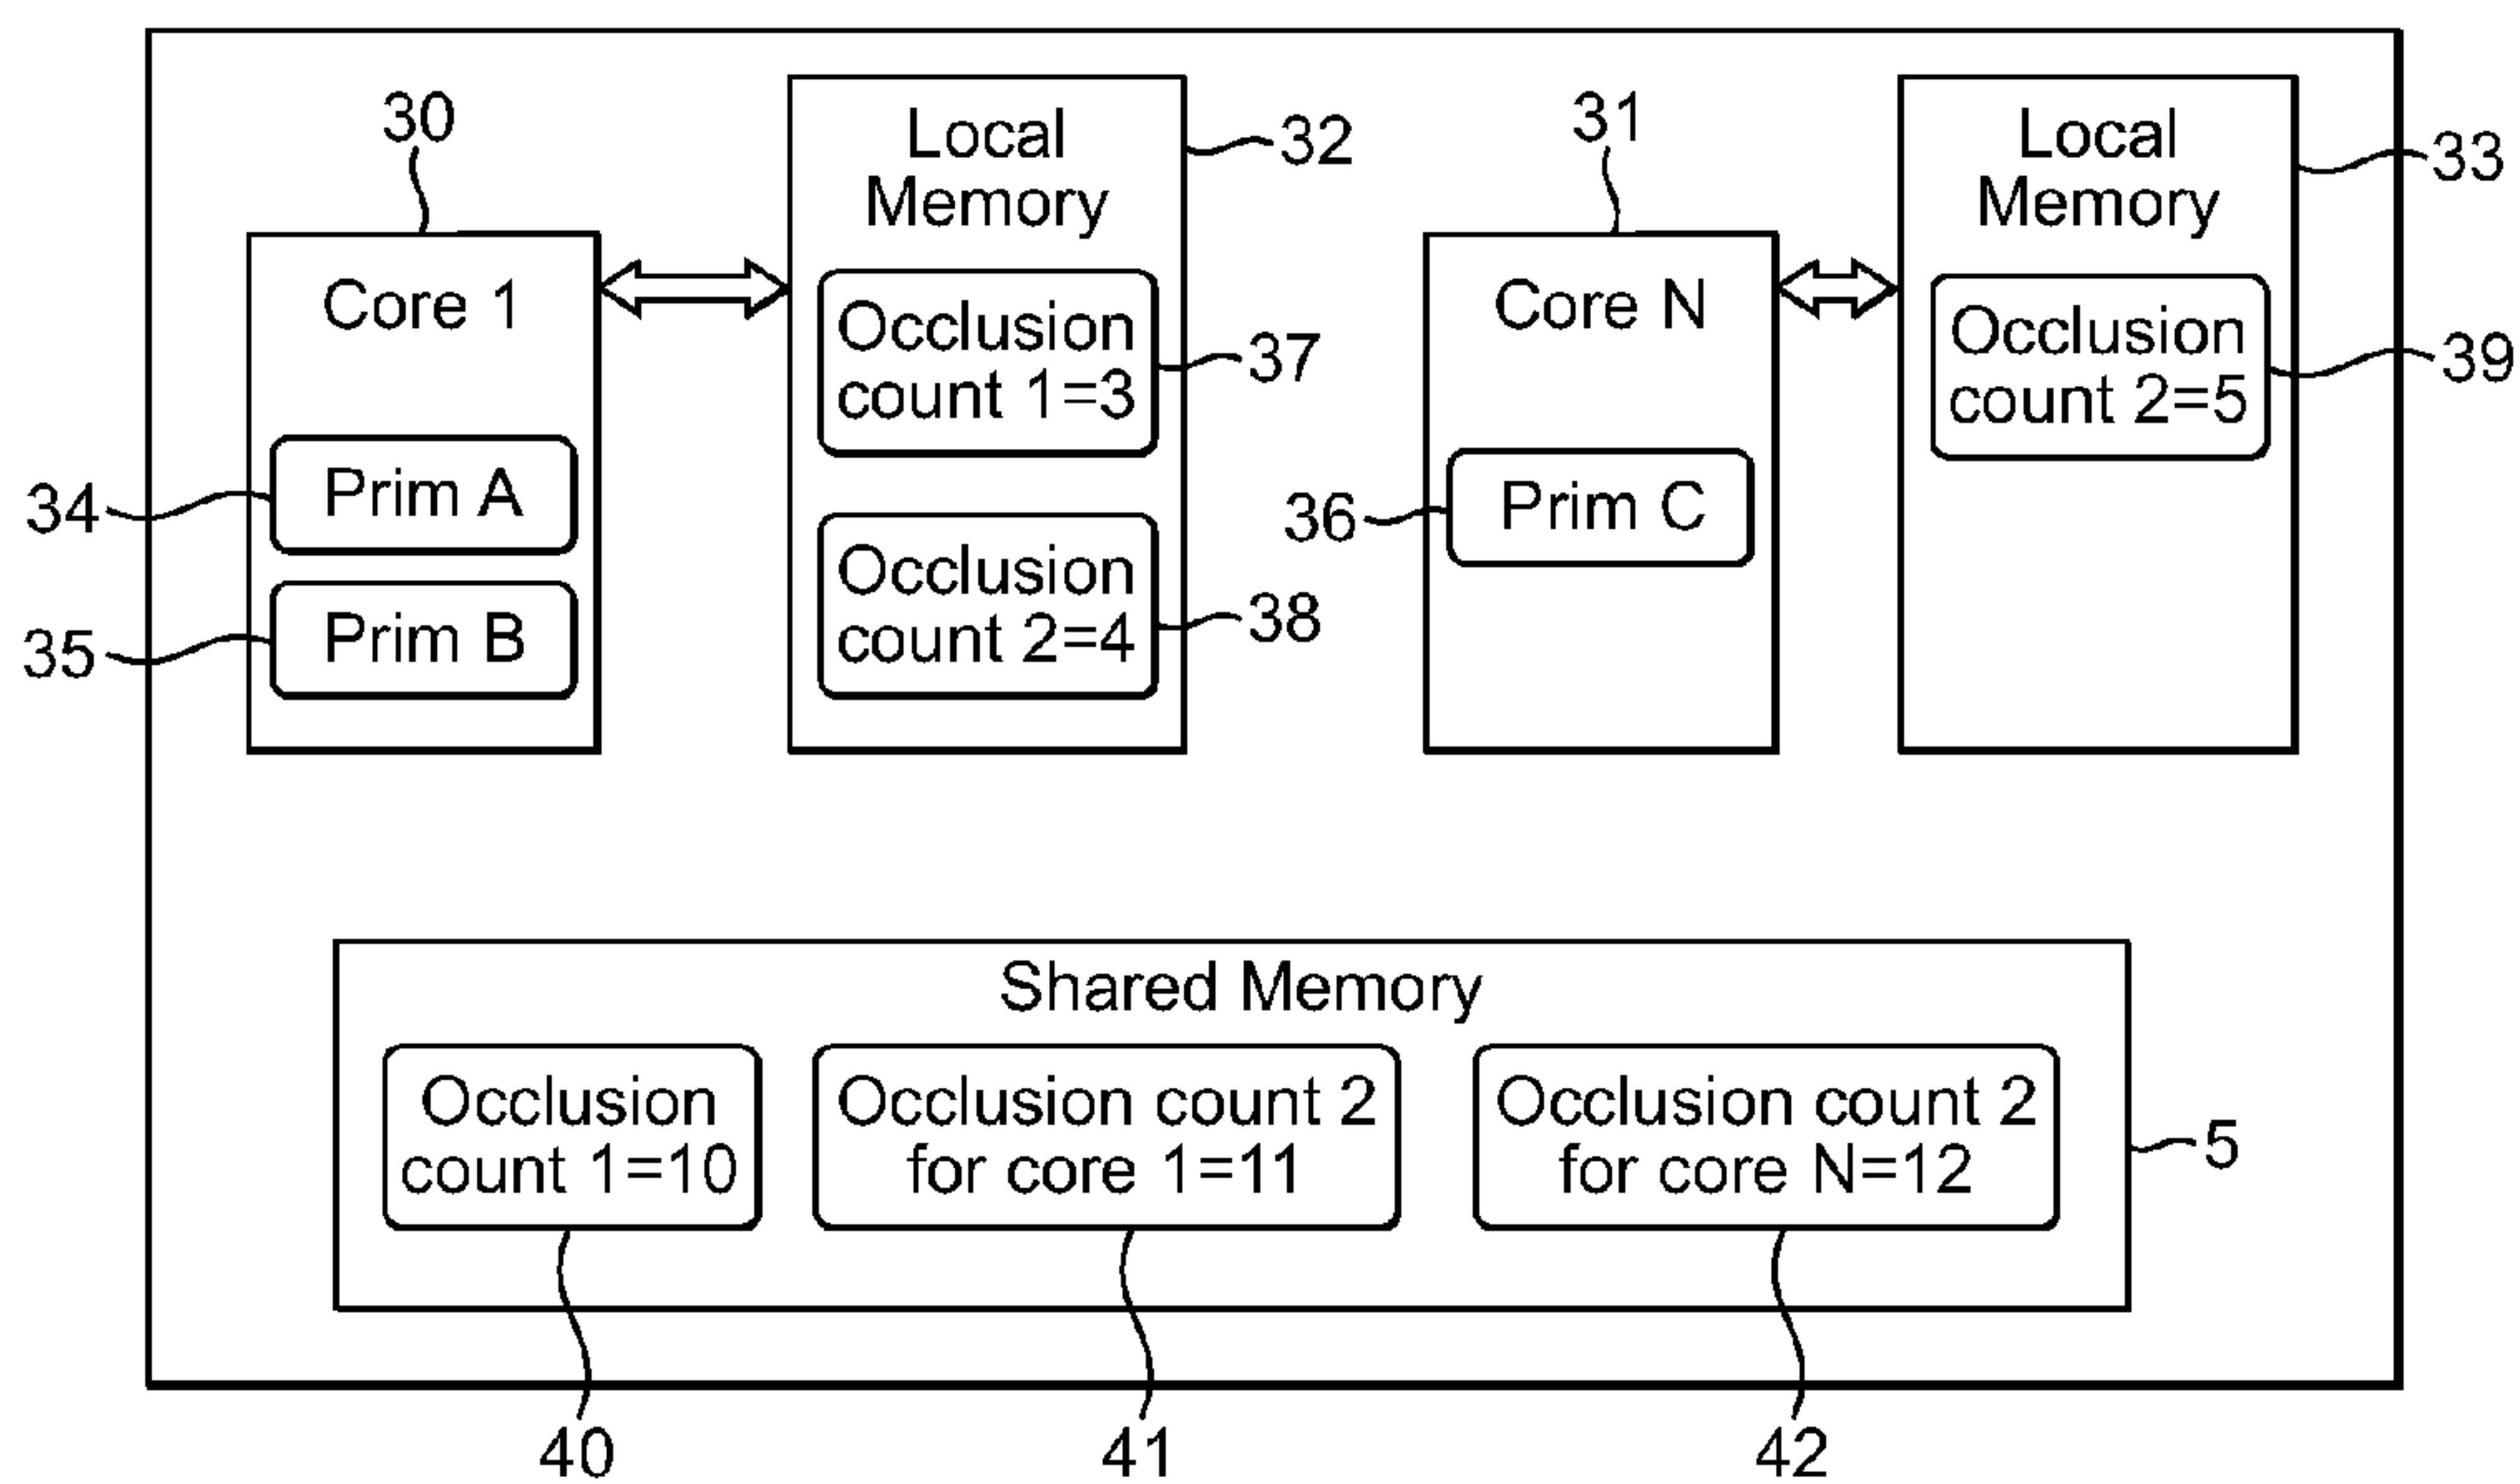 30
Core 1
34
Prim A
35
Prim B
Local
Memory
32
Occlusion
count 1=3
37
Occlusion
count 2=4
38
31
Core N
36
Prim C
Local
Memory
33
Occlusion
count 2=5
39
Shared Memory
Occlusion
count 1=10
Occlusion count 2
for core 1=11
Occlusion count 2
for core N=12
5
40
41
42